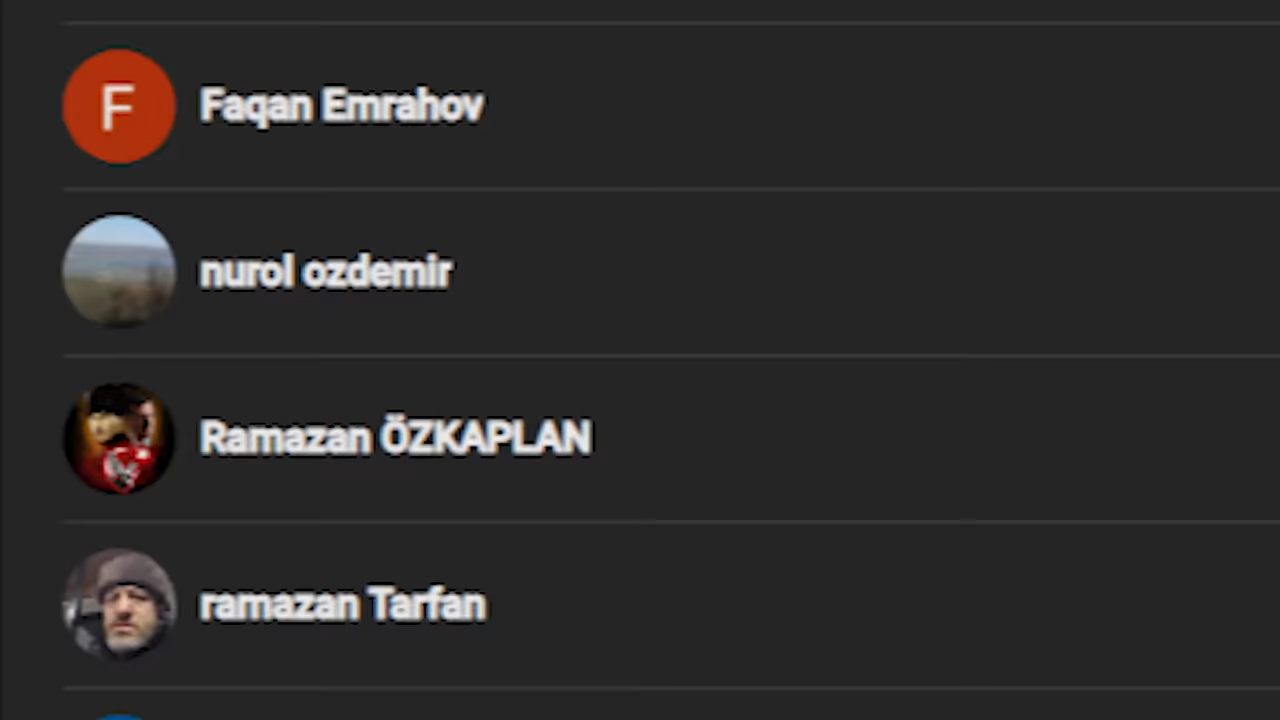 F
Faqan Emrahov
nurol ozdemir
Ramazan ÖZKAPLAN
ramazan Tarfan